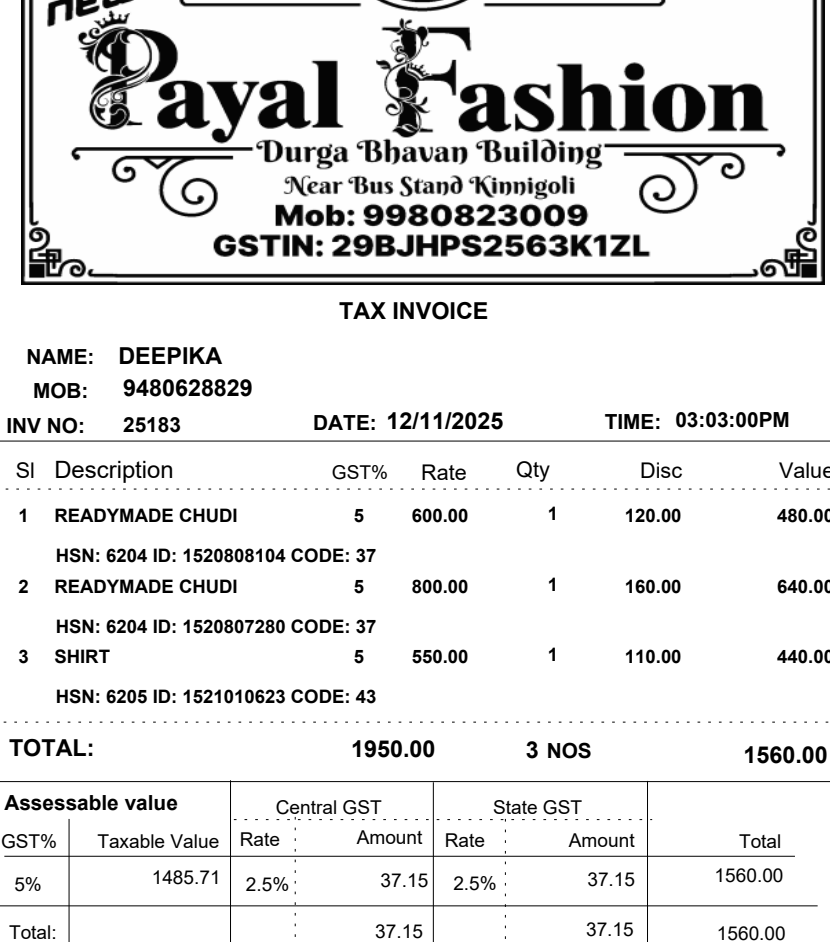 new
Payal Fashion
Durga Bhavan Building
Near Bus Stand Kinnigoli
Mob: 9980823009
GSTIN: 29BJHPS2563K1ZL
TAX INVOICE
NAME: DEEPIKA
MOB: 9480628829
INV NO: 25183 DATE: 12/11/2025 TIME: 03:03:00PM
Sl Description GST% Rate Qty Disc Value
1 READYMADE CHUDI 5 600.00 1 120.00 480.00
HSN: 6204 ID: 1520808104 CODE: 37
2 READYMADE CHUDI 5 800.00 1 160.00 640.00
HSN: 6204 ID: 1520807280 CODE: 37
3 SHIRT 5 550.00 1 110.00 440.00
HSN: 6205 ID: 1521010623 CODE: 43
TOTAL: 1950.00 3 NOS 1560.00
Assessable value Central GST State GST
GST% Taxable Value Rate Amount Rate Amount Total
5% 1485.71 2.5% 37.15 2.5% 37.15 1560.00
Total: 37.15 37.15 1560.00